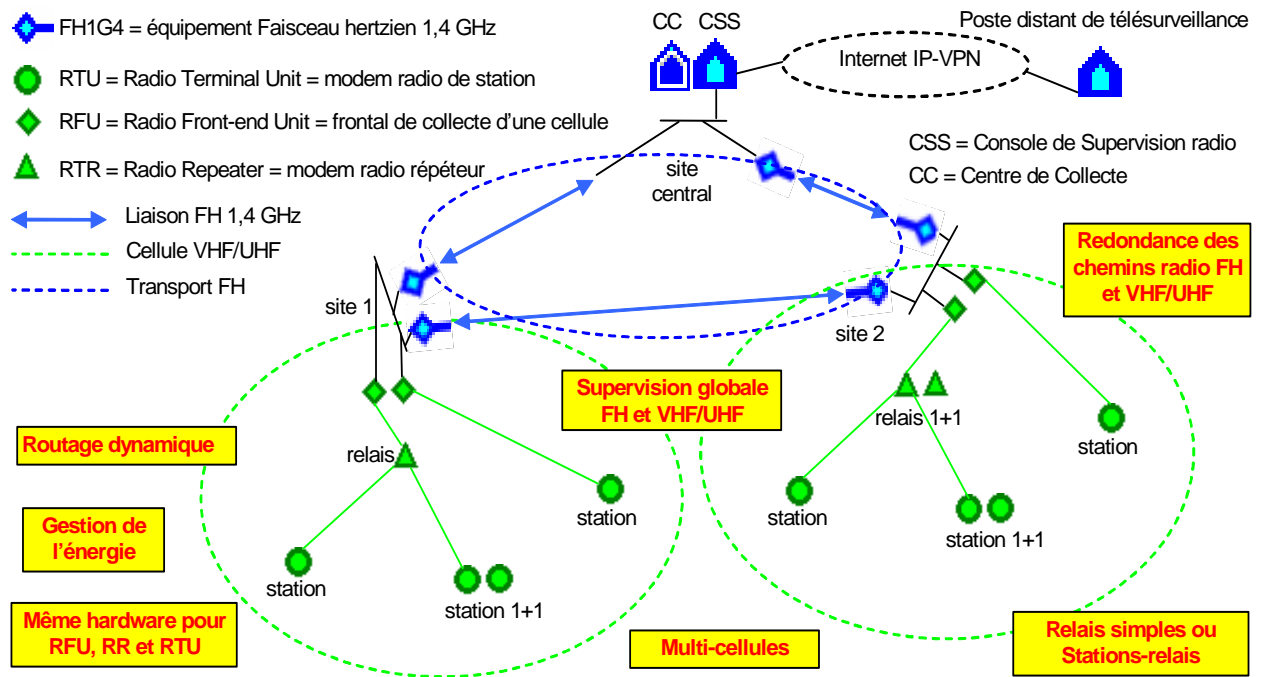 FH1G4 = équipement Faisceau hertzien 1,4 GHz
RTU = Radio Terminal Unit = modem radio de station
RFU = Radio Front-end Unit = frontal de collecte d'une cellule
RTR = Radio Repeater = modem radio répéteur
Liaison FH 1,4 GHz
Cellule VHF/UHF
Transport FH
CC
CSS
Poste distant de télésurveillance
Internet IP-VPN
CSS = Console de Supervision radio
CC = Centre de Collecte
site
central
Redondance des
chemins radio FH
et VHF/UHF
site 1
site 2
Supervision globale
FH et VHF/UHF
relais 1+1
station
Routage dynamique
relais
station
station
station 1+1
Gestion de
l'énergie
station
station 1+1
Même hardware pour
RFU, RR et RTU
Multi-cellules
Relais simples ou
Stations-relais